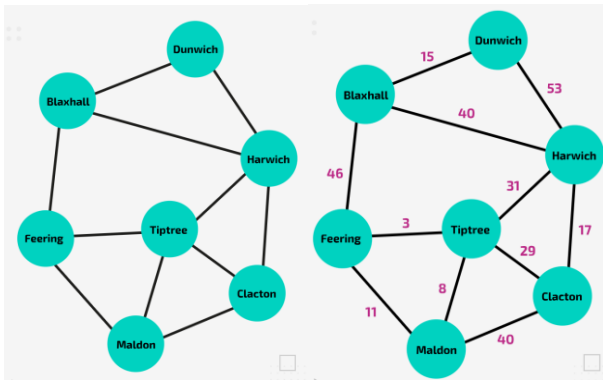 Dunwich
Blaxhall
Harwich
Tiptree
Feering
Clacton
Maldon
Dunwich
15
53
Blaxhall
40
Harwich
46
31
17
3
Tiptree
Feering
29
8
Clacton
11
40
Maldon